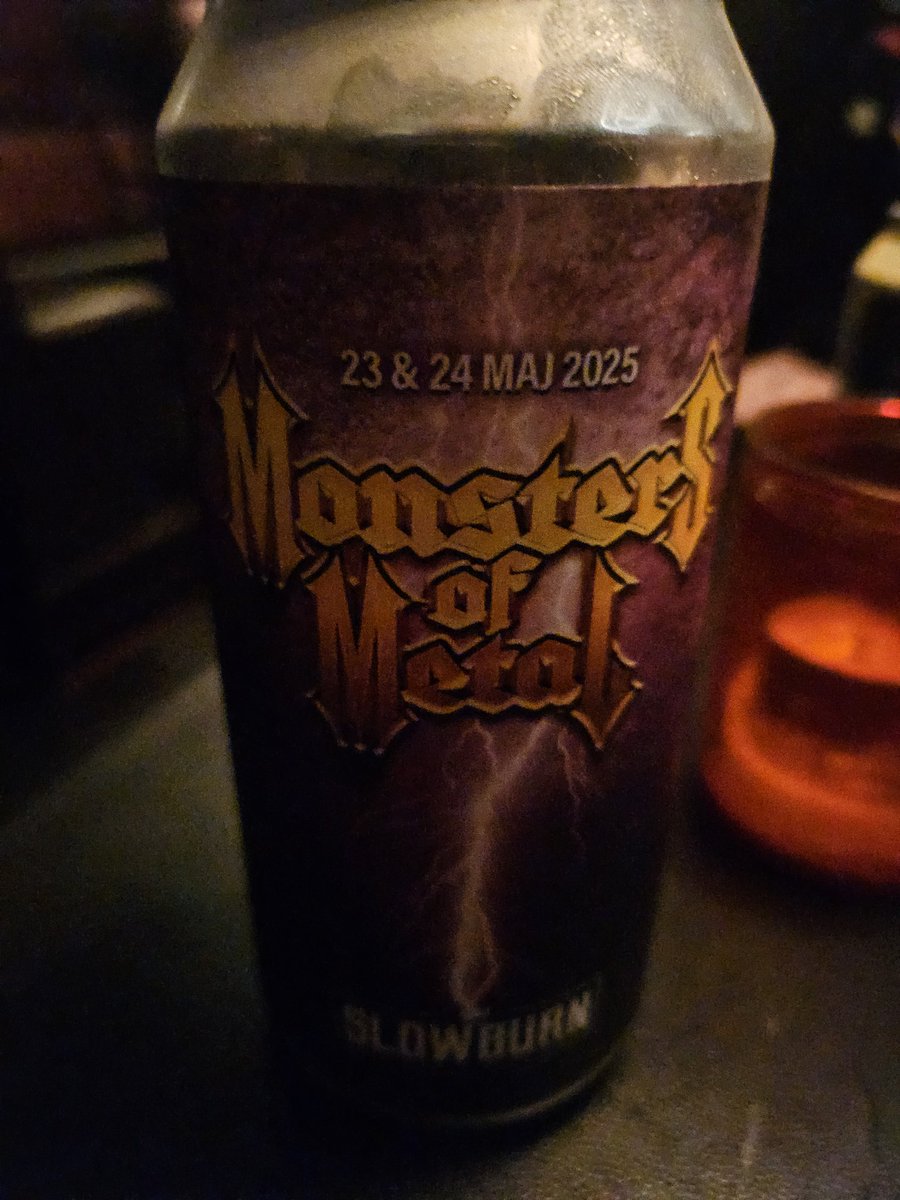 23 & 24 MAJ 2025
Monsters
of
Metal
SLOWBURN